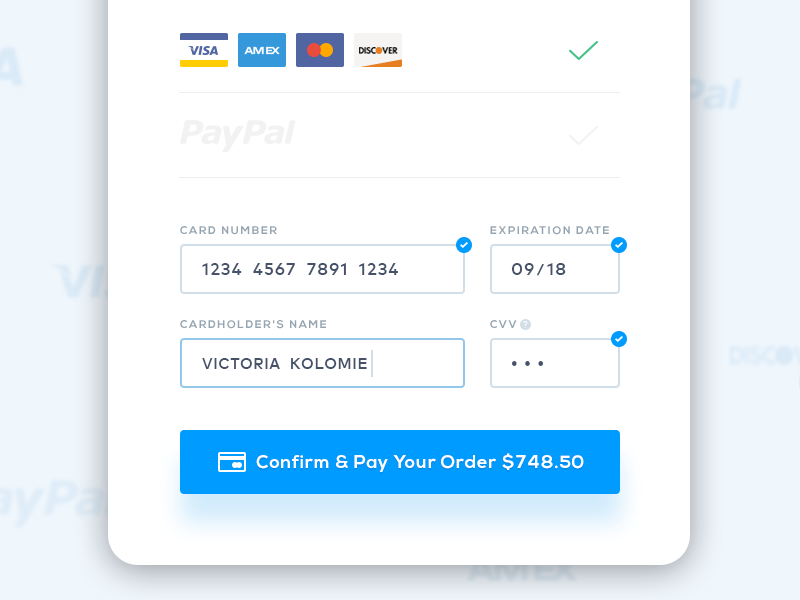 VISA AMEX DISCOVER
PayPal
CARD NUMBER EXPIRATION DATE
1234 4567 7891 1234 09/18
CARDHOLDER'S NAME CVV ?
VICTORIA KOLOMIE • • •
Confirm & Pay Your Order $748.50
AMEX